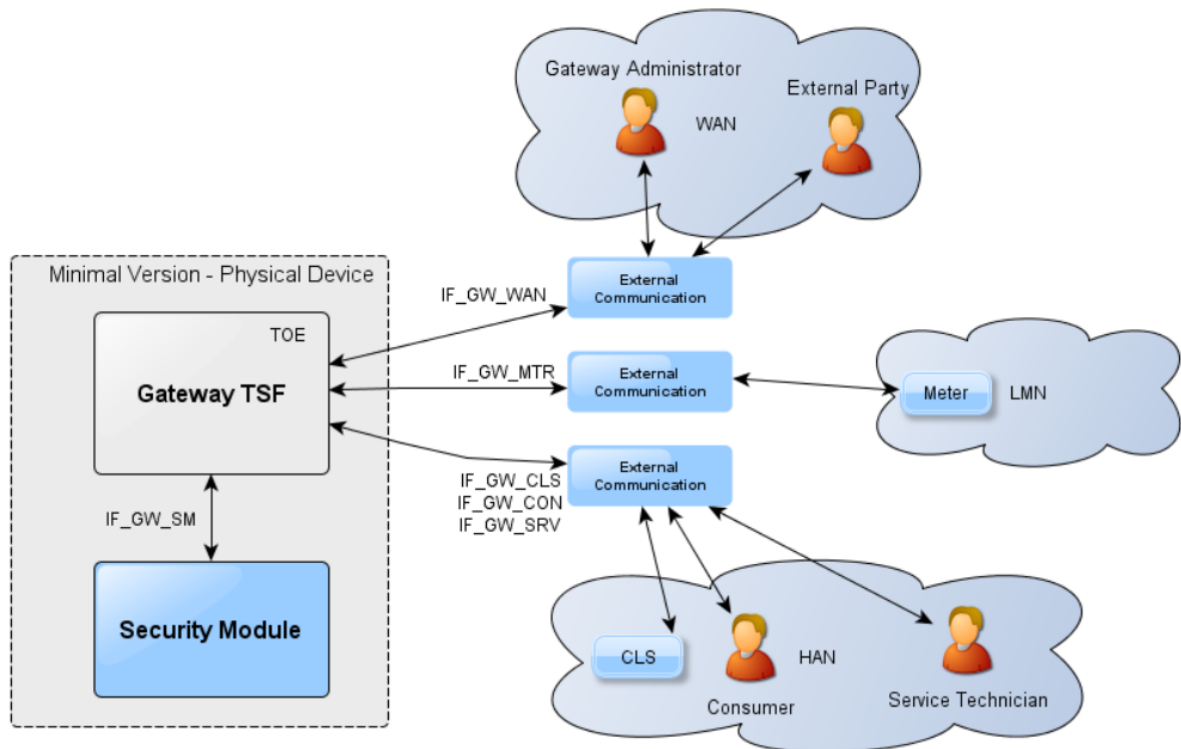 Gateway Administrator
External Party
WAN
Minimal Version - Physical Device
TOE
Gateway TSF
IF_GW_SM
Security Module
IF_GW_WAN
External
Communication
IF_GW_MTR
External
Communication
Meter
LMN
External
Communication
IF_GW_CLS
IF_GW_CON
IF_GW_SRV
CLS
HAN
Consumer
Service Technician